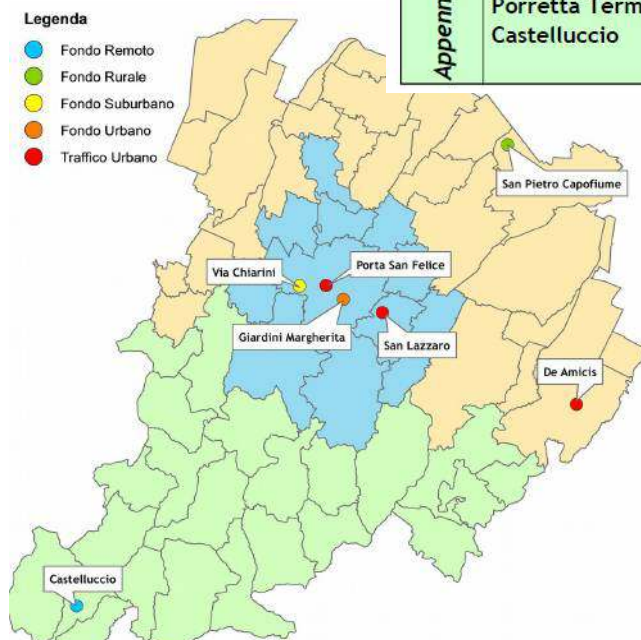 Legenda
Fondo Remoto
Fondo Rurale
Fondo Suburbano
Fondo Urbano
Traffico Urbano
Porretta Term
Castelluccio
San Pietro Capofiume
Via Chiarini
Porta San Felice
Giardini Margherita
San Lazzaro
De Amicis
Castelluccio